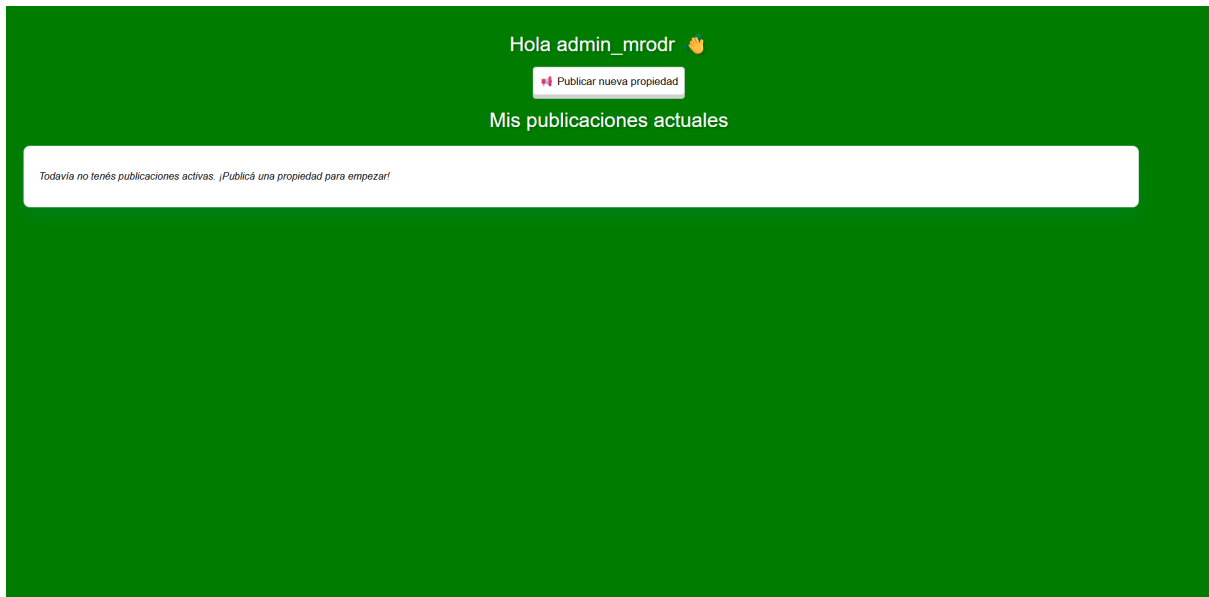 Hola admin_mrodr 👋
📢 Publicar nueva propiedad
Mis publicaciones actuales
Todavía no tenés publicaciones activas. ¡Publicá una propiedad para empezar!